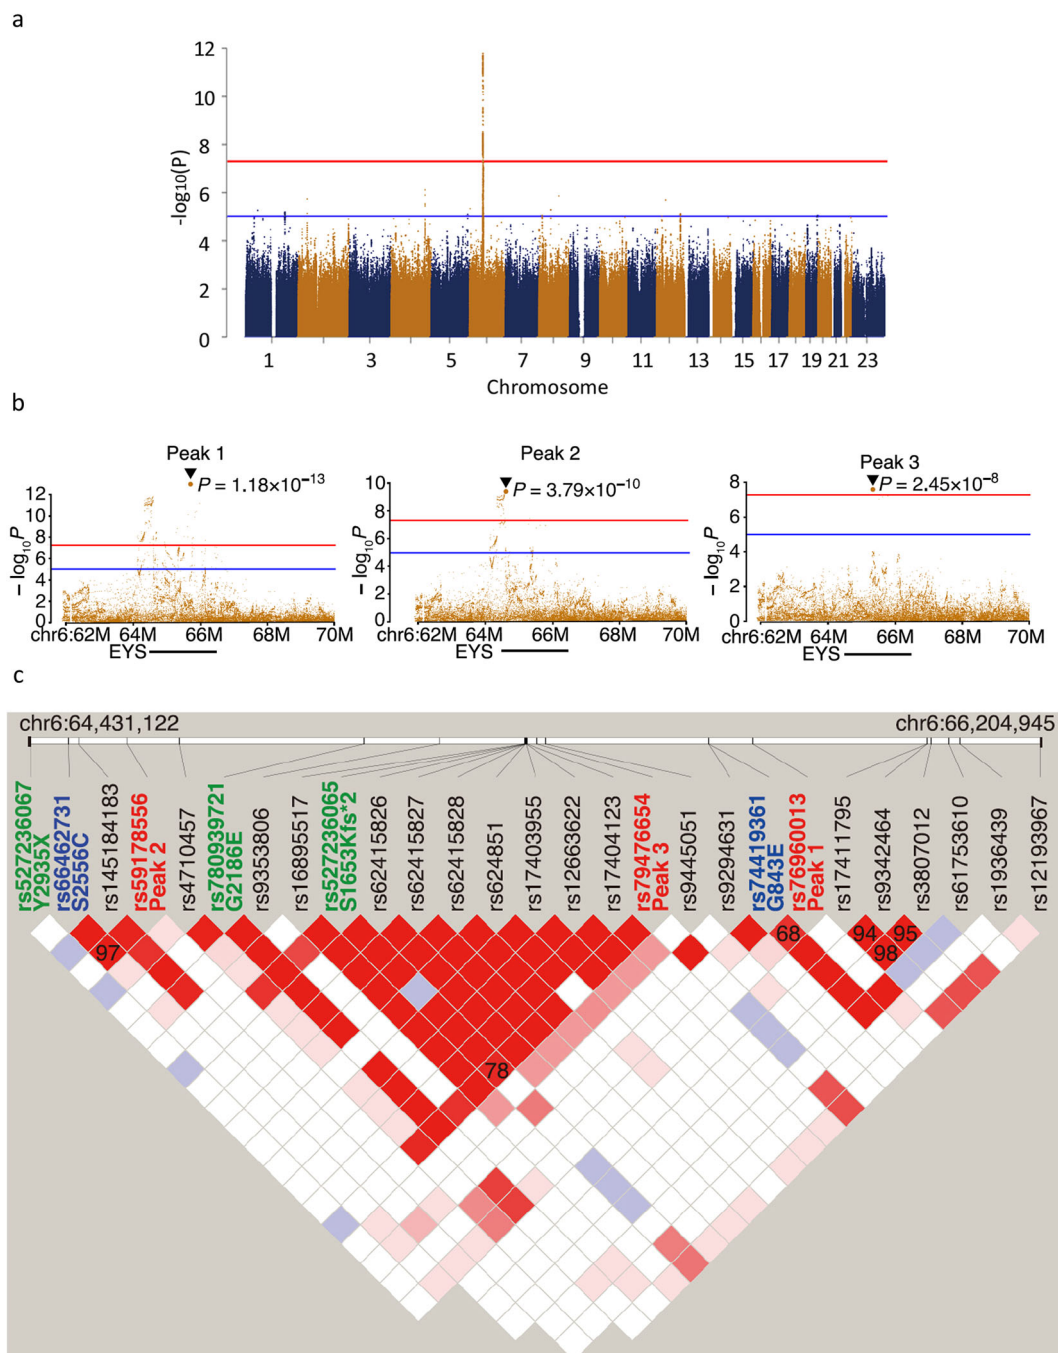 a
12
10
8
6
4
2
0
-log10(P)
1 3 5 7 9 11 13 15 17 19 21 23
Chromosome
b
Peak 1
P = 1.18×10−13
12
10
8
6
4
2
0
− log10P
chr6:62M 64M 66M 68M 70M
EYS
Peak 2
P = 3.79×10−10
10
8
6
4
2
0
− log10P
chr6:62M 64M 66M 68M 70M
EYS
Peak 3
P = 2.45×10−8
8
6
4
2
0
− log10P
chr6:62M 64M 66M 68M 70M
EYS
c
chr6:64,431,122
chr6:66,204,945
rs527236067
Y2935X
rs66462731
S2556C
rs145184183
rs59178556
Peak 2
rs4710457
rs780939721
G2186E
rs9353806
rs16895517
rs527236065
S1653Kfs*2
rs62415826
rs62415827
rs62415828
rs624851
rs17403955
rs12663622
rs17404123
rs79476654
Peak 3
rs9445051
rs9294631
rs74419361
G843E
rs76960013
Peak 1
rs17411795
rs9342464
rs3807012
rs61753610
rs1936439
rs12193967
97
68
94
95
98
78